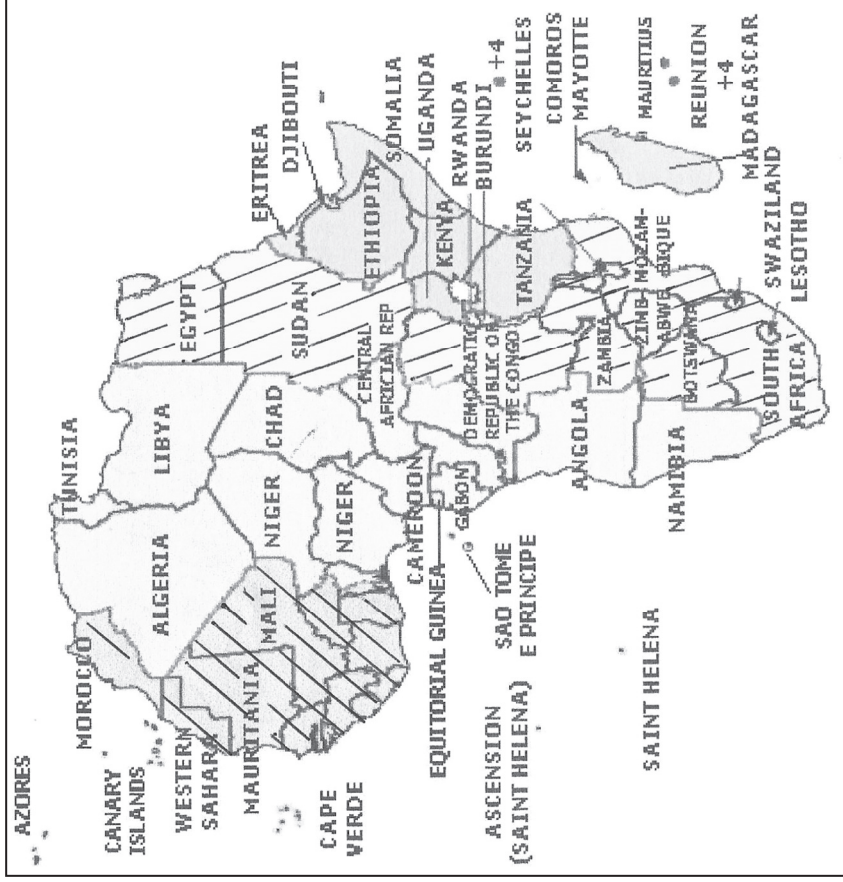 AZORES
MOROCCO
CANARY
ISLANDS
WESTERN
SAHARA
MAURITANIA
CAPE
VERDE
ALGERIA
TUNISIA
LIBYA
EGYPT
MALI
NIGER
CHAD
SUDAN
ERITREA
DJIBOUTI
ETHIOPIA
SOMALIA
NIGER
CAMEROON
CENTRAL
AFRICIAN REP
UGANDA
KENYA
RWANDA
BURUNDI
+4
SEYCHELLES
COMOROS
MAYOTTE
EQUITORIAL GUINEA
GABON
DEMOCRATIC
REPUBLIC OF
THE CONGO
TANZANIA
SAO TOME
E PRINCIPE
ASCENSION
(SAINT HELENA)
ANGOLA
ZAMBIA
ZIMB-
ABWE
MOZAM-
BIQUE
MAURITIUS
REUNION
+4
MADAGASCAR
SAINT HELENA
NAMIBIA
BOTSWANA
SOUTH
AFRICA
SWAZILAND
LESOTHO